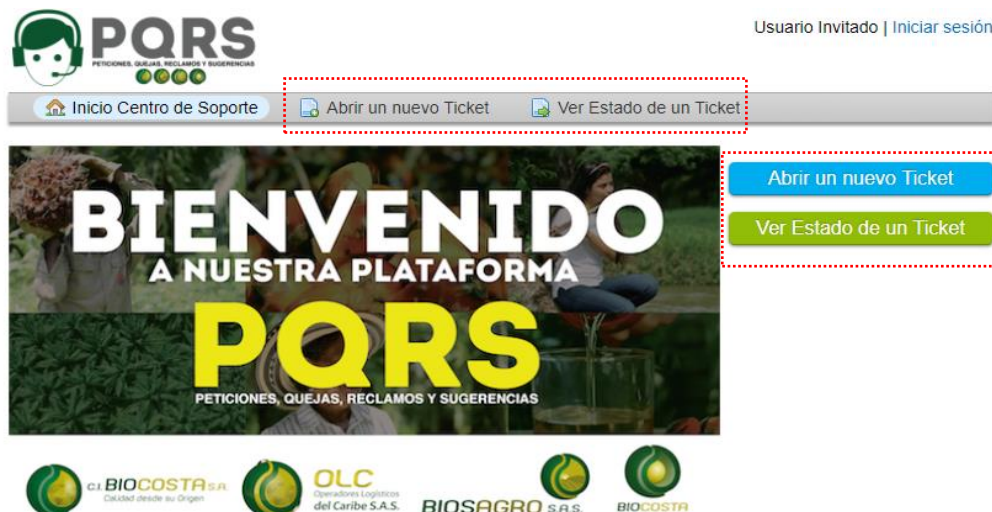 PQRS
PETICIONES, QUEJAS, RECLAMOS Y SUGERENCIAS
Usuario Invitado | Iniciar sesión
Inicio Centro de Soporte Abrir un nuevo Ticket Ver Estado de un Ticket
BIENVENIDO
A NUESTRA PLATAFORMA
PQRS
PETICIONES, QUEJAS, RECLAMOS Y SUGERENCIAS
Abrir un nuevo Ticket
Ver Estado de un Ticket
C.I. BIOCOSTA S.A.
Calidad desde su Origen
OLC
Operadores Logísticos
del Caribe S.A.S.
BIOSAGRO S.A.S.
BIOCOSTA